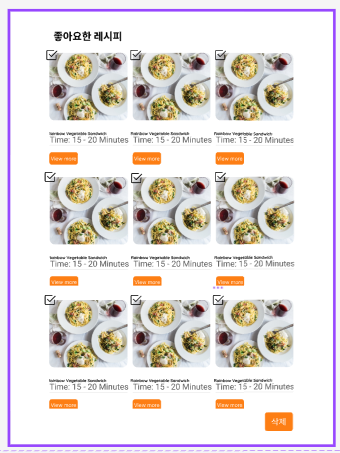 좋아요한 레시피
Rainbow Vegetable Sandwich Rainbow Vegetable Sandwich Rainbow Vegetable Sandwich
Time: 15 - 20 Minutes Time: 15 - 20 Minutes Time: 15 - 20 Minutes
View more View more View more
Rainbow Vegetable Sandwich Rainbow Vegetable Sandwich Rainbow Vegetable Sandwich
Time: 15 - 20 Minutes Time: 15 - 20 Minutes Time: 15 - 20 Minutes
View more View more View more
Rainbow Vegetable Sandwich Rainbow Vegetable Sandwich Rainbow Vegetable Sandwich
Time: 15 - 20 Minutes Time: 15 - 20 Minutes Time: 15 - 20 Minutes
View more View more View more
삭제